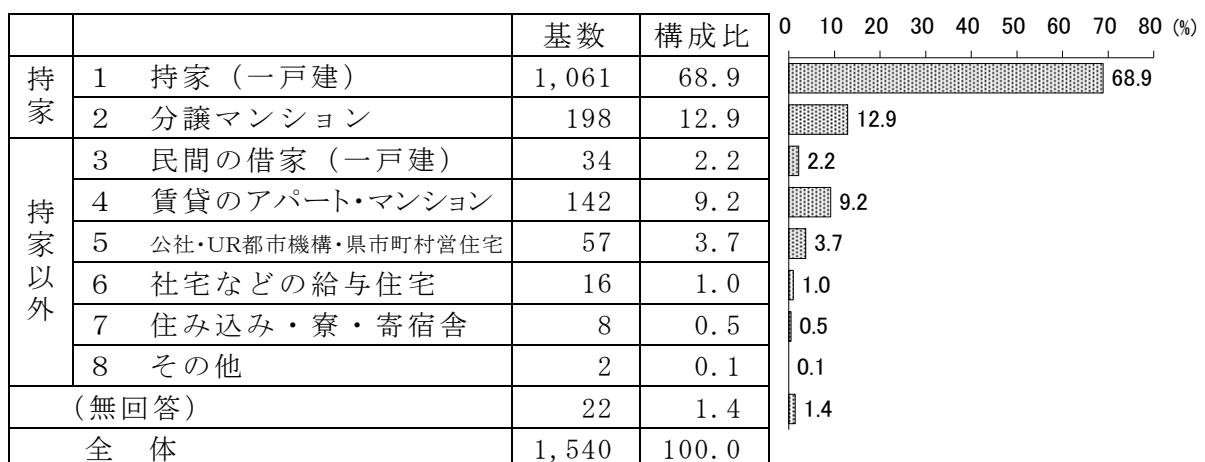 基数 構成比 0 10 20 30 40 50 60 70 80 (%)
持家 1 持家（一戸建） 1,061 68.9 68.9
2 分譲マンション 198 12.9 12.9
持家以外 3 民間の借家（一戸建） 34 2.2 2.2
4 賃貸のアパート・マンション 142 9.2 9.2
5 公社・UR都市機構・県市町村営住宅 57 3.7 3.7
6 社宅などの給与住宅 16 1.0 1.0
7 住み込み・寮・寄宿舎 8 0.5 0.5
8 その他 2 0.1 0.1
（無回答） 22 1.4 1.4
全 体 1,540 100.0